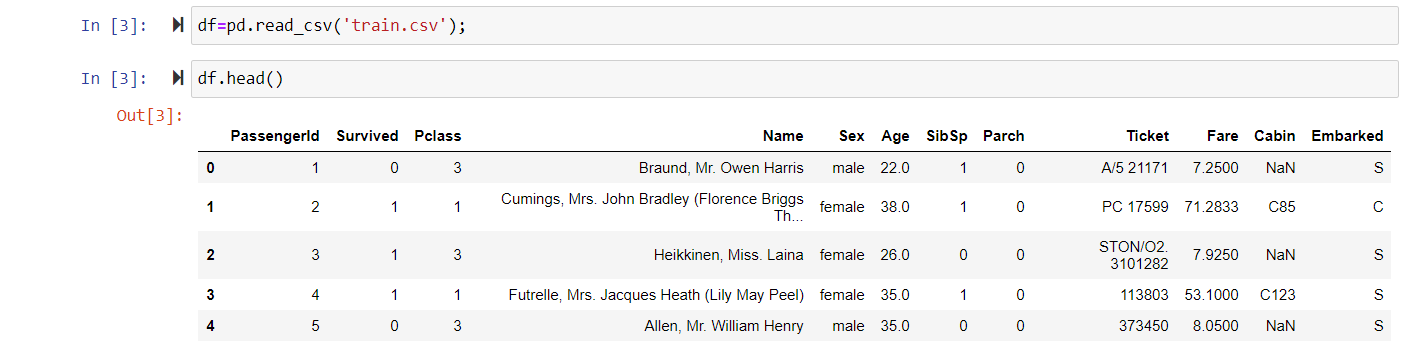 In [3]: df=pd.read_csv('train.csv');
In [3]: df.head()
Out[3]:
PassengerId Survived Pclass Name Sex Age SibSp Parch Ticket Fare Cabin Embarked
0 1 0 3 Braund, Mr. Owen Harris male 22.0 1 0 A/5 21171 7.2500 NaN S
1 2 1 1 Cumings, Mrs. John Bradley (Florence Briggs Th... female 38.0 1 0 PC 17599 71.2833 C85 C
2 3 1 3 Heikkinen, Miss. Laina female 26.0 0 0 STON/O2. 3101282 7.9250 NaN S
3 4 1 1 Futrelle, Mrs. Jacques Heath (Lily May Peel) female 35.0 1 0 113803 53.1000 C123 S
4 5 0 3 Allen, Mr. William Henry male 35.0 0 0 373450 8.0500 NaN S